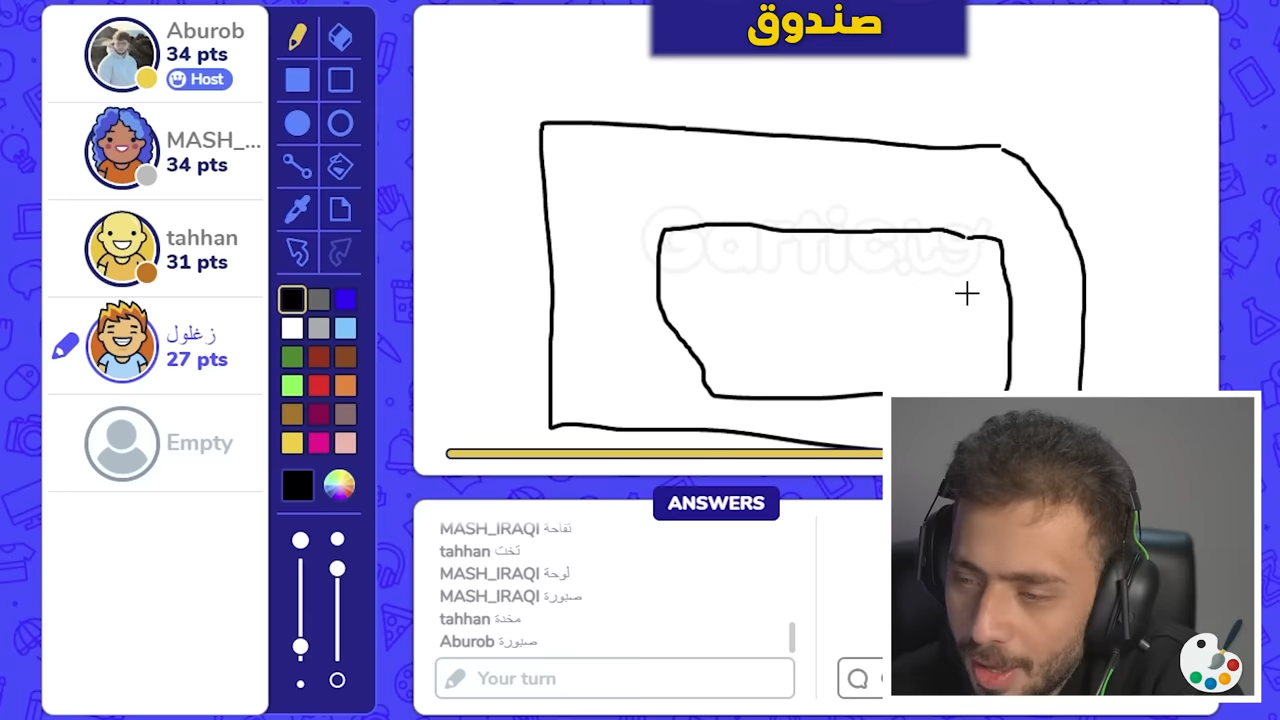 صندوق
Aburob
34 pts
Host
MASH_...
34 pts
tahhan
31 pts
زغلول
27 pts
Empty
Gartic
ANSWERS
MASH_IRAQI تفاحة
tahhan تخت
MASH_IRAQI لوحة
MASH_IRAQI صبورة
tahhan مخدة
Aburob صبورة
Your turn